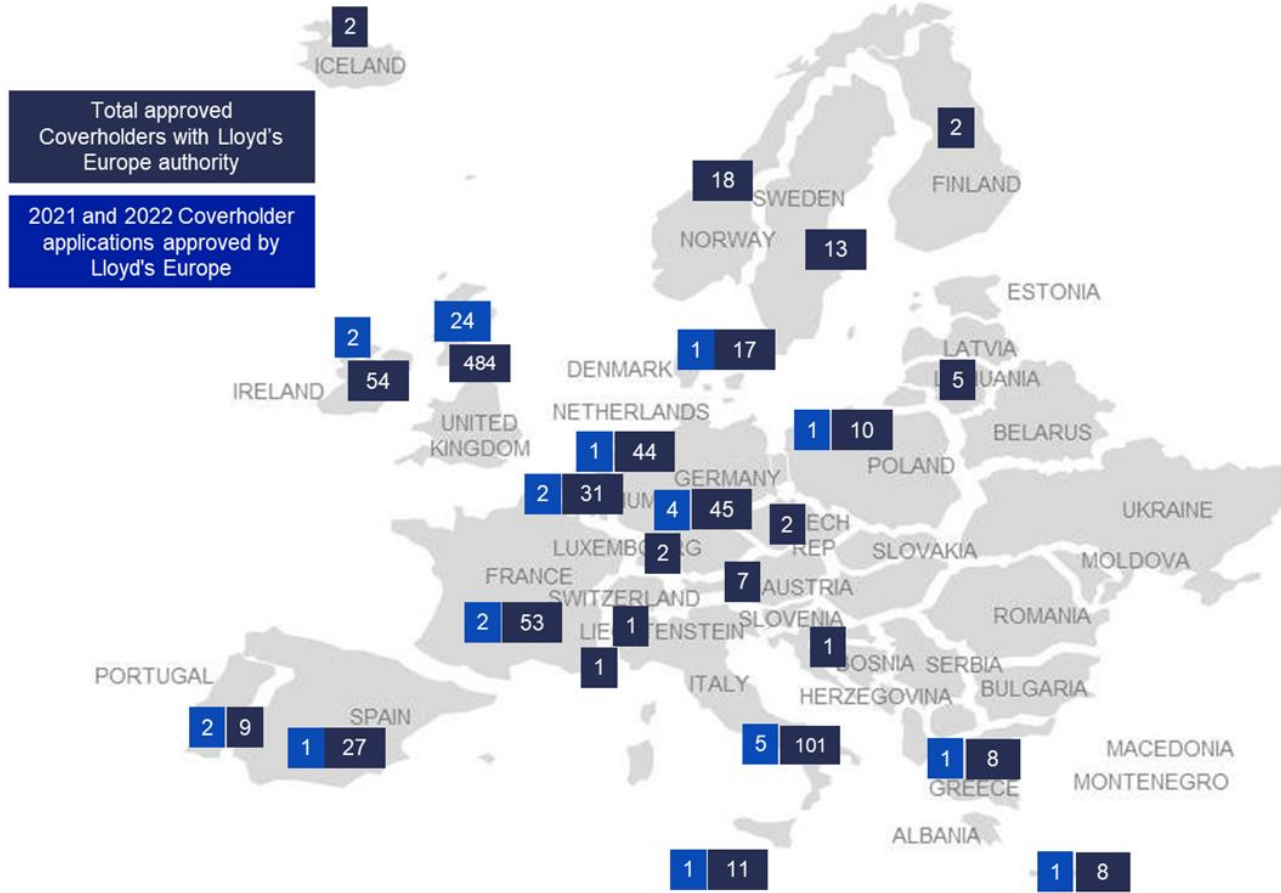 2
ICELAND
Total approved
Coverholders with Lloyd's
Europe authority
2021 and 2022 Coverholder
applications approved by
Lloyd's Europe
2
FINLAND
18
SWEDEN
NORWAY
13
ESTONIA
24
2
484
54
IRELAND
UNITED
KINGDOM
1 17
DENMARK
LATVIA
5
BELARUS
NETHERLANDS
1 44
1 10
POLAND
GERMANY
2 31
4 45
2
REP
UKRAINE
SLOVAKIA
MOLDOVA
2
FRANCE
7
AUSTRIA
SWITZERLAND
ROMANIA
SLOVENIA
2 53
1
1
1
SERBIA
ITALY
HERZEGOVINA
BULGARIA
PORTUGAL
2 9
SPAIN
1 27
5 101
1 8
GREECE
MACEDONIA
MONTENEGRO
ALBANIA
1 11
1 8